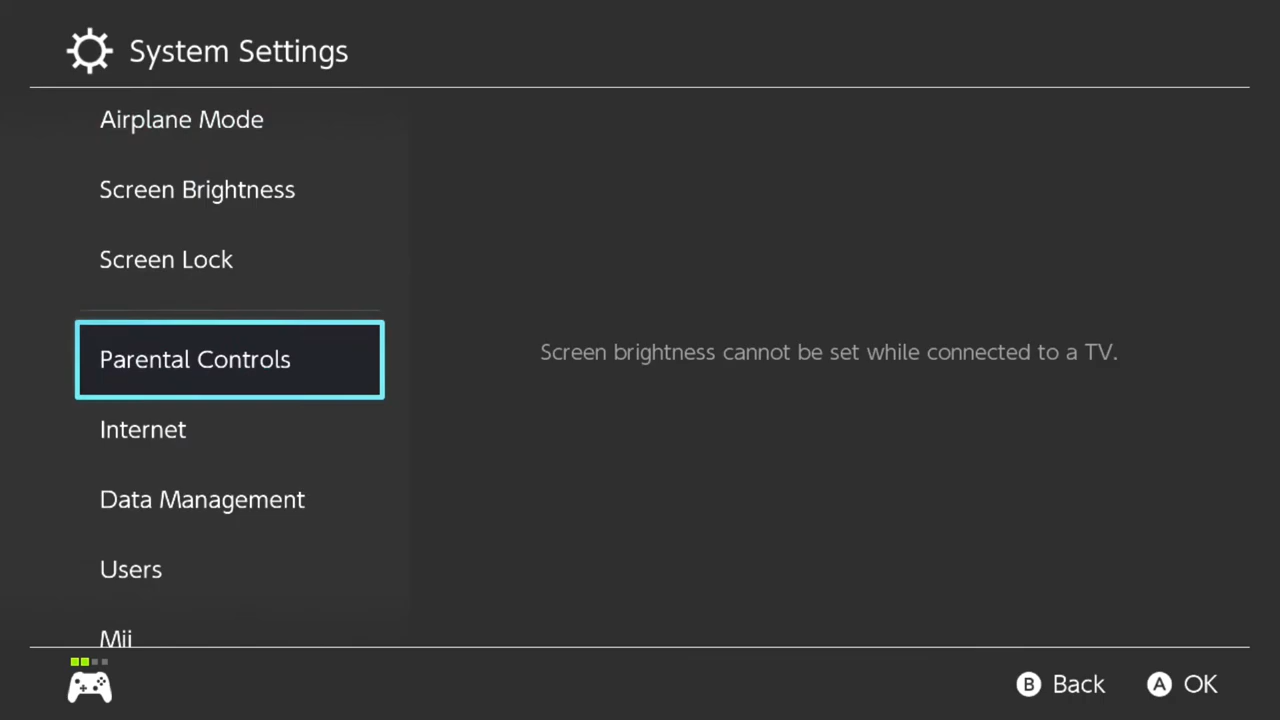 System Settings
Airplane Mode
Screen Brightness
Screen Lock
Parental Controls
Screen brightness cannot be set while connected to a TV.
Internet
Data Management
Users
Mii
B Back A OK